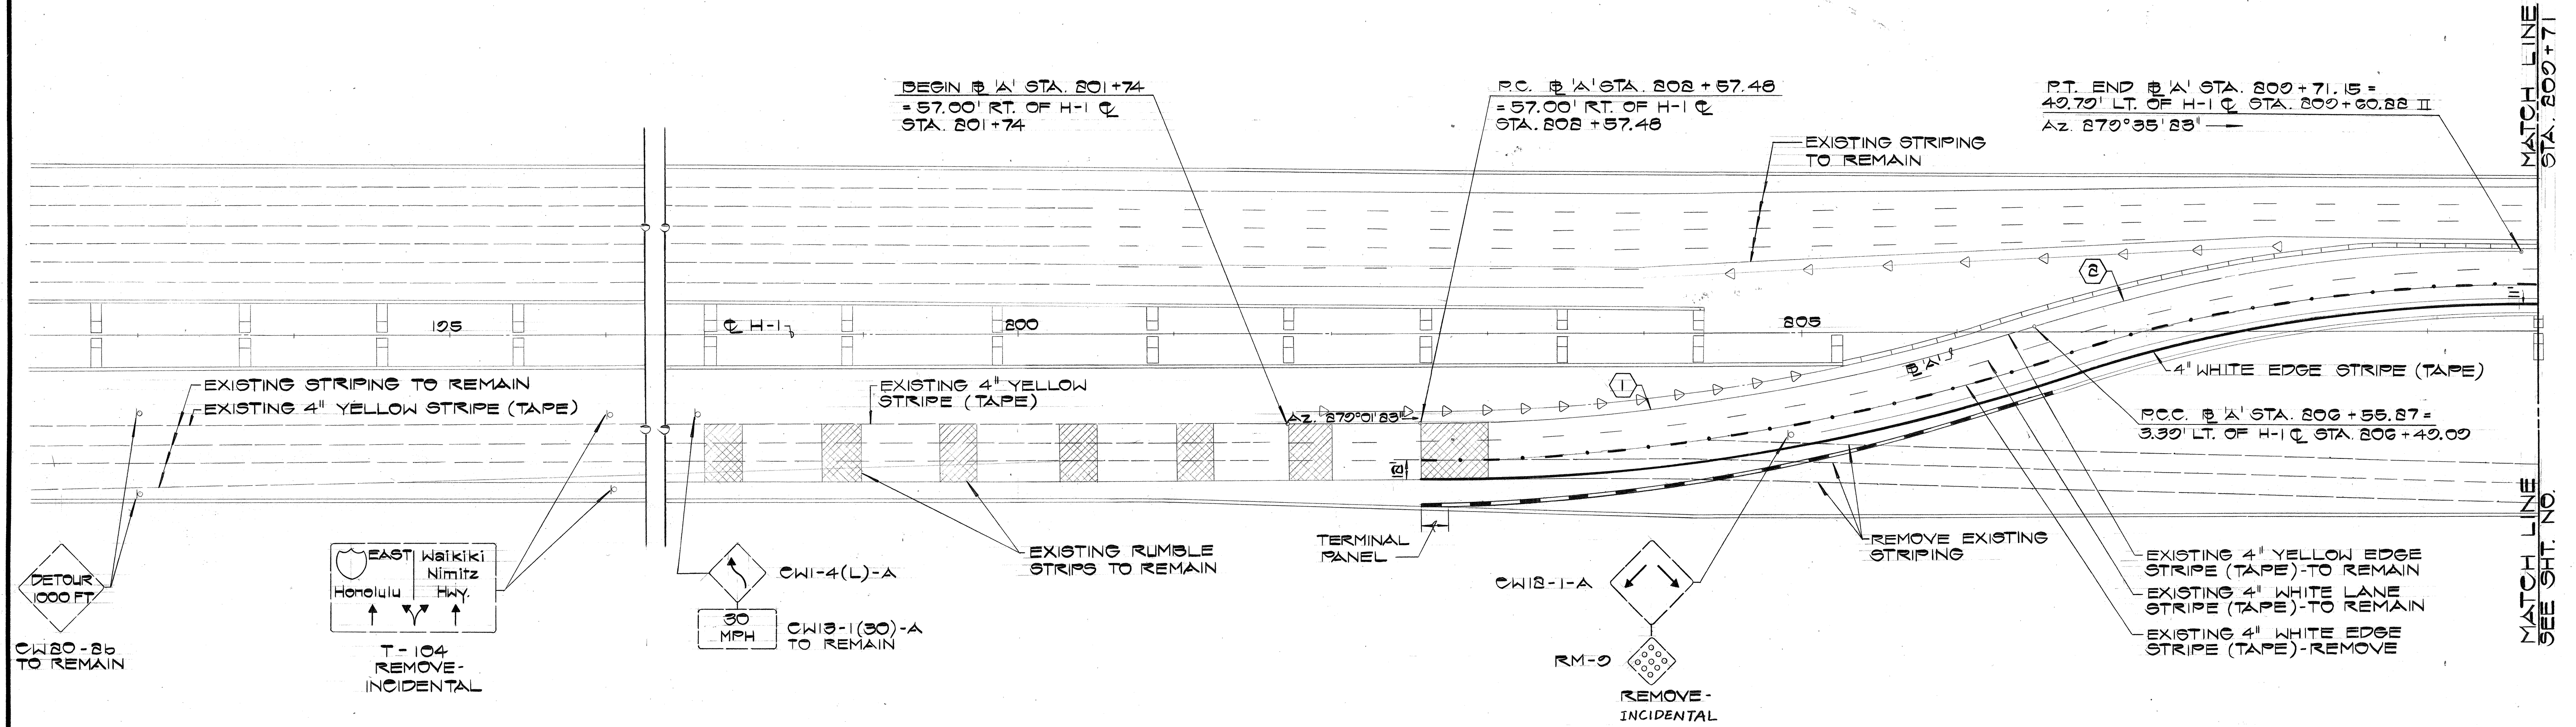 BEGIN ℄ 'A' STA. 201+74
= 57.00' RT. OF H-1 ℄
STA. 201+74
P.C. ℄ 'A' STA. 202 + 57.48
= 57.00' RT. OF H-1 ℄
STA. 202 + 57.48
P.T. END ℄ 'A' STA. 209 + 71.15 =
49.79' LT. OF H-1 ℄ STA. 209+60.22 II
Az. 279°35'23"
MATCH LINE
STA. 209+71
EXISTING STRIPING
TO REMAIN
2
195
℄ H-1
200
205
EXISTING STRIPING TO REMAIN
EXISTING 4" YELLOW STRIPE (TAPE)
EXISTING 4" YELLOW
STRIPE (TAPE)
Az. 279°01'23"
1
℄ 'A'
11'
12'
4" WHITE EDGE STRIPE (TAPE)
P.C.C. ℄ 'A' STA. 206 + 55.27 =
3.39' LT. OF H-1 ℄ STA. 206+49.09
TERMINAL
PANEL
REMOVE EXISTING
STRIPING
EXISTING RUMBLE
STRIPS TO REMAIN
EXISTING 4" YELLOW EDGE
STRIPE (TAPE)-TO REMAIN
EXISTING 4" WHITE LANE
STRIPE (TAPE)-TO REMAIN
EXISTING 4" WHITE EDGE
STRIPE (TAPE)-REMOVE
MATCH LINE
SEE SHT. NO.
DETOUR
1000 FT
CW20-2b
TO REMAIN
EAST
Honolulu
Waikiki
Nimitz
Hwy.
T-104
REMOVE-
INCIDENTAL
CW1-4(L)-A
30
MPH
CW13-1(30)-A
TO REMAIN
CW12-1-A
RM-9
REMOVE-
INCIDENTAL